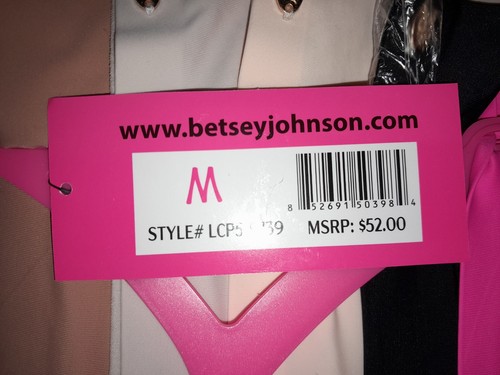 www.betseyjohnson.com
M
8 52691 50398 4
STYLE# MSRP: $52.00